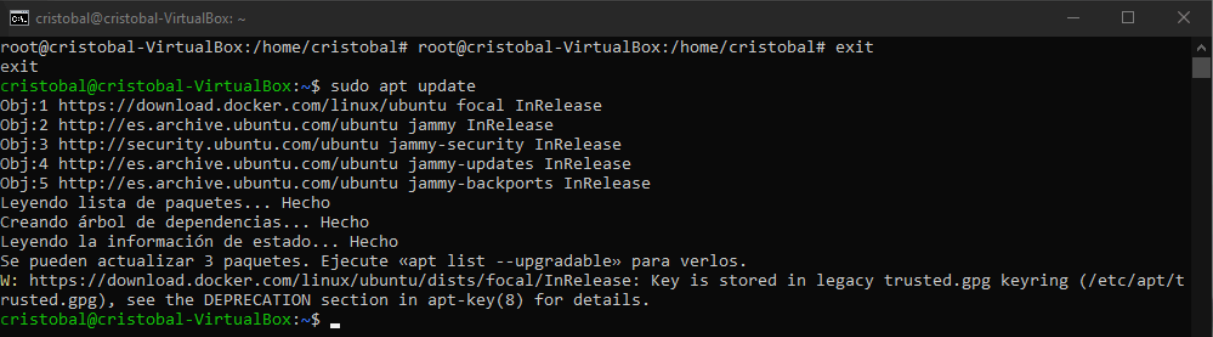 cristobal@cristobal-VirtualBox: ~
root@cristobal-VirtualBox:/home/cristobal# root@cristobal-VirtualBox:/home/cristobal# exit
exit
cristobal@cristobal-VirtualBox:~$ sudo apt update
Obj:1 https://download.docker.com/linux/ubuntu focal InRelease
Obj:2 http://es.archive.ubuntu.com/ubuntu jammy InRelease
Obj:3 http://security.ubuntu.com/ubuntu jammy-security InRelease
Obj:4 http://es.archive.ubuntu.com/ubuntu jammy-updates InRelease
Obj:5 http://es.archive.ubuntu.com/ubuntu jammy-backports InRelease
Leyendo lista de paquetes... Hecho
Creando árbol de dependencias... Hecho
Leyendo la información de estado... Hecho
Se pueden actualizar 3 paquetes. Ejecute «apt list --upgradable» para verlos.
W: https://download.docker.com/linux/ubuntu/dists/focal/InRelease: Key is stored in legacy trusted.gpg keyring (/etc/apt/t
rusted.gpg), see the DEPRECATION section in apt-key(8) for details.
cristobal@cristobal-VirtualBox:~$